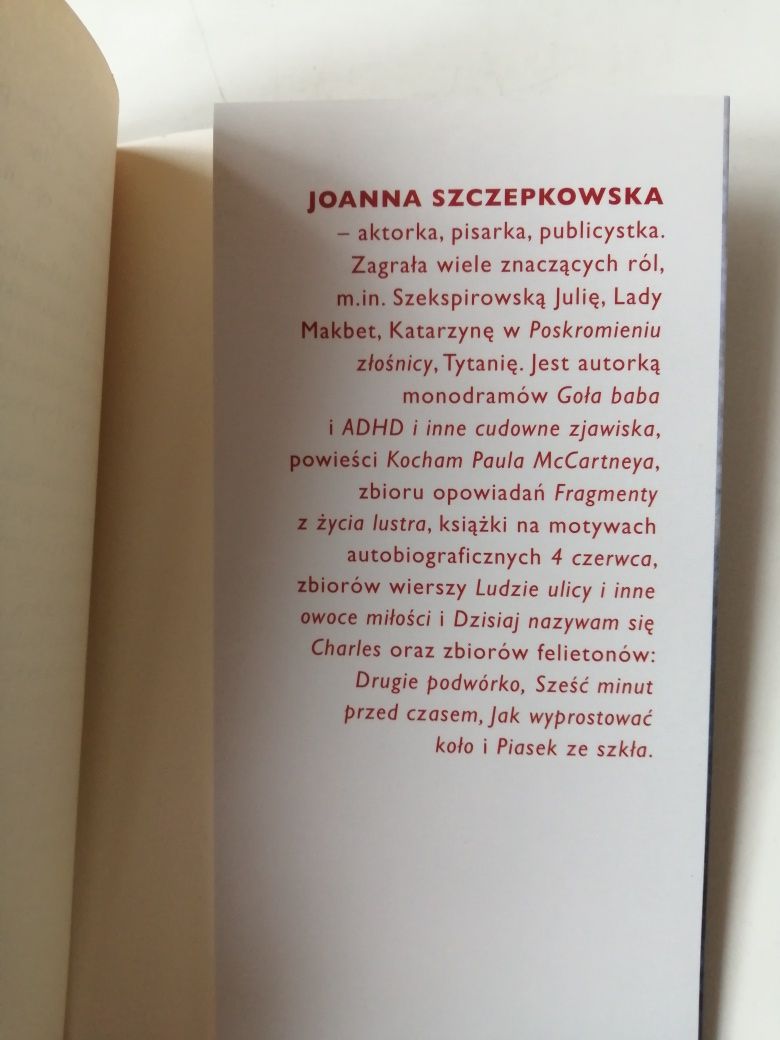 JOANNA SZCZEPKOWSKA
– aktorka, pisarka, publicystka.
Zagrała wiele znaczących ról,
m.in. Szekspirowską Julię, Lady
Makbet, Katarzynę w Poskromieniu
złośnicy, Tytanię. Jest autorką
monodramów Goła baba
i ADHD i inne cudowne zjawiska,
powieści Kocham Paula McCartneya,
zbioru opowiadań Fragmenty
z życia lustra, książki na motywach
autobiograficznych 4 czerwca,
zbiorów wierszy Ludzie ulicy i inne
owoce miłości i Dzisiaj nazywam się
Charles oraz zbiorów felietonów:
Drugie podwórko, Sześć minut
przed czasem, Jak wyprostować
koło i Piasek ze szkła.